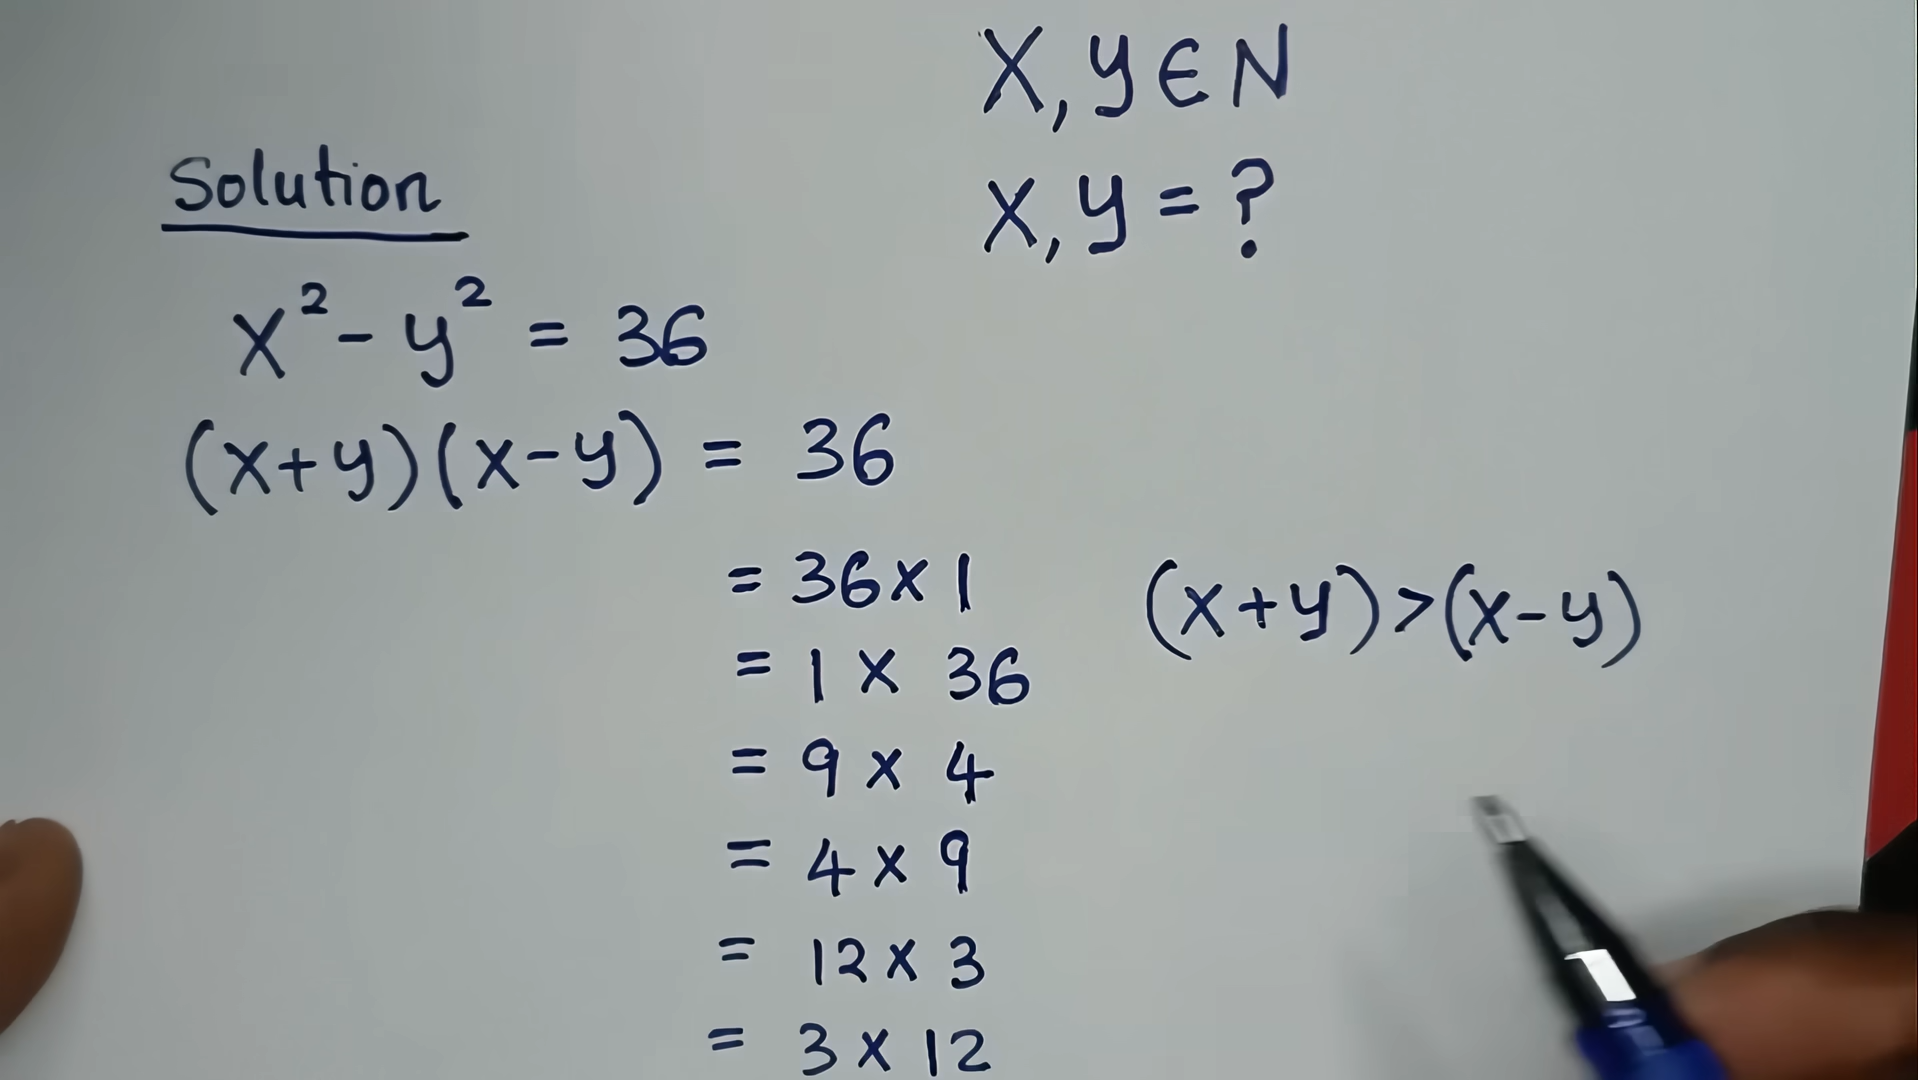 X, y ∈ N
X, y = ?
Solution
x² - y² = 36
(x+y)(x-y) = 36
= 36 x 1
(x+y)>(x-y)
= 1 x 36
= 9 x 4
= 4 x 9
= 12 x 3
= 3 x 12